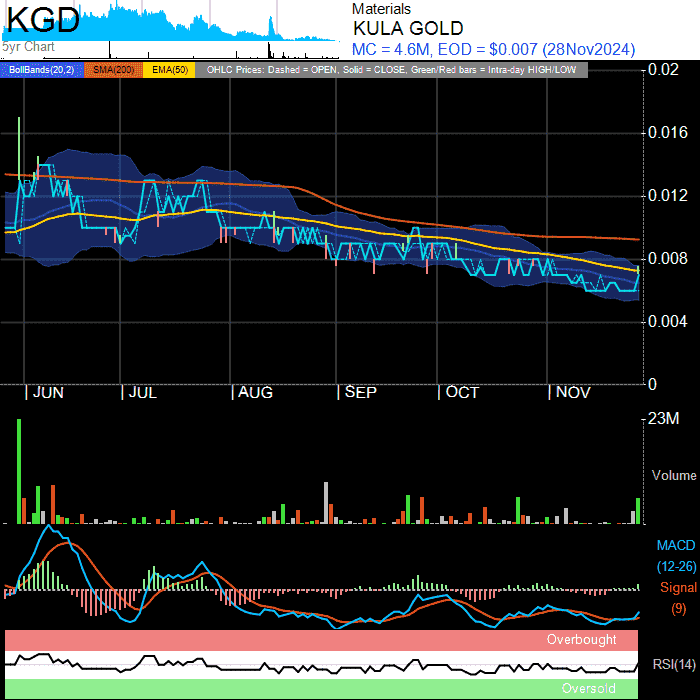 KGD
5yr Chart
Materials
KULA GOLD
MC = 4.6M, EOD = $0.007 (28Nov2024)
BollBands(20,2) SMA(200) EMA(50) OHLC Prices: Dashed = OPEN, Solid = CLOSE, Green/Red bars = Intra-day HIGH/LOW
0.02
0.016
0.012
0.008
0.004
0
JUN JUL AUG SEP OCT NOV
23M
Volume
MACD
(12-26)
Signal
(9)
Overbought
RSI(14)
Oversold